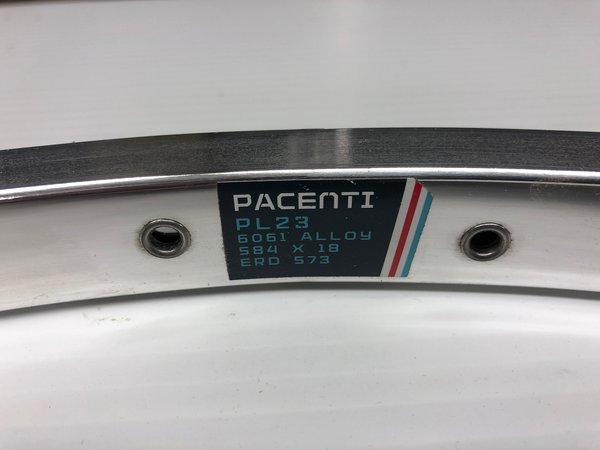 PACENTI
PL23
6061 ALLOY
584 X 18
ERD 573